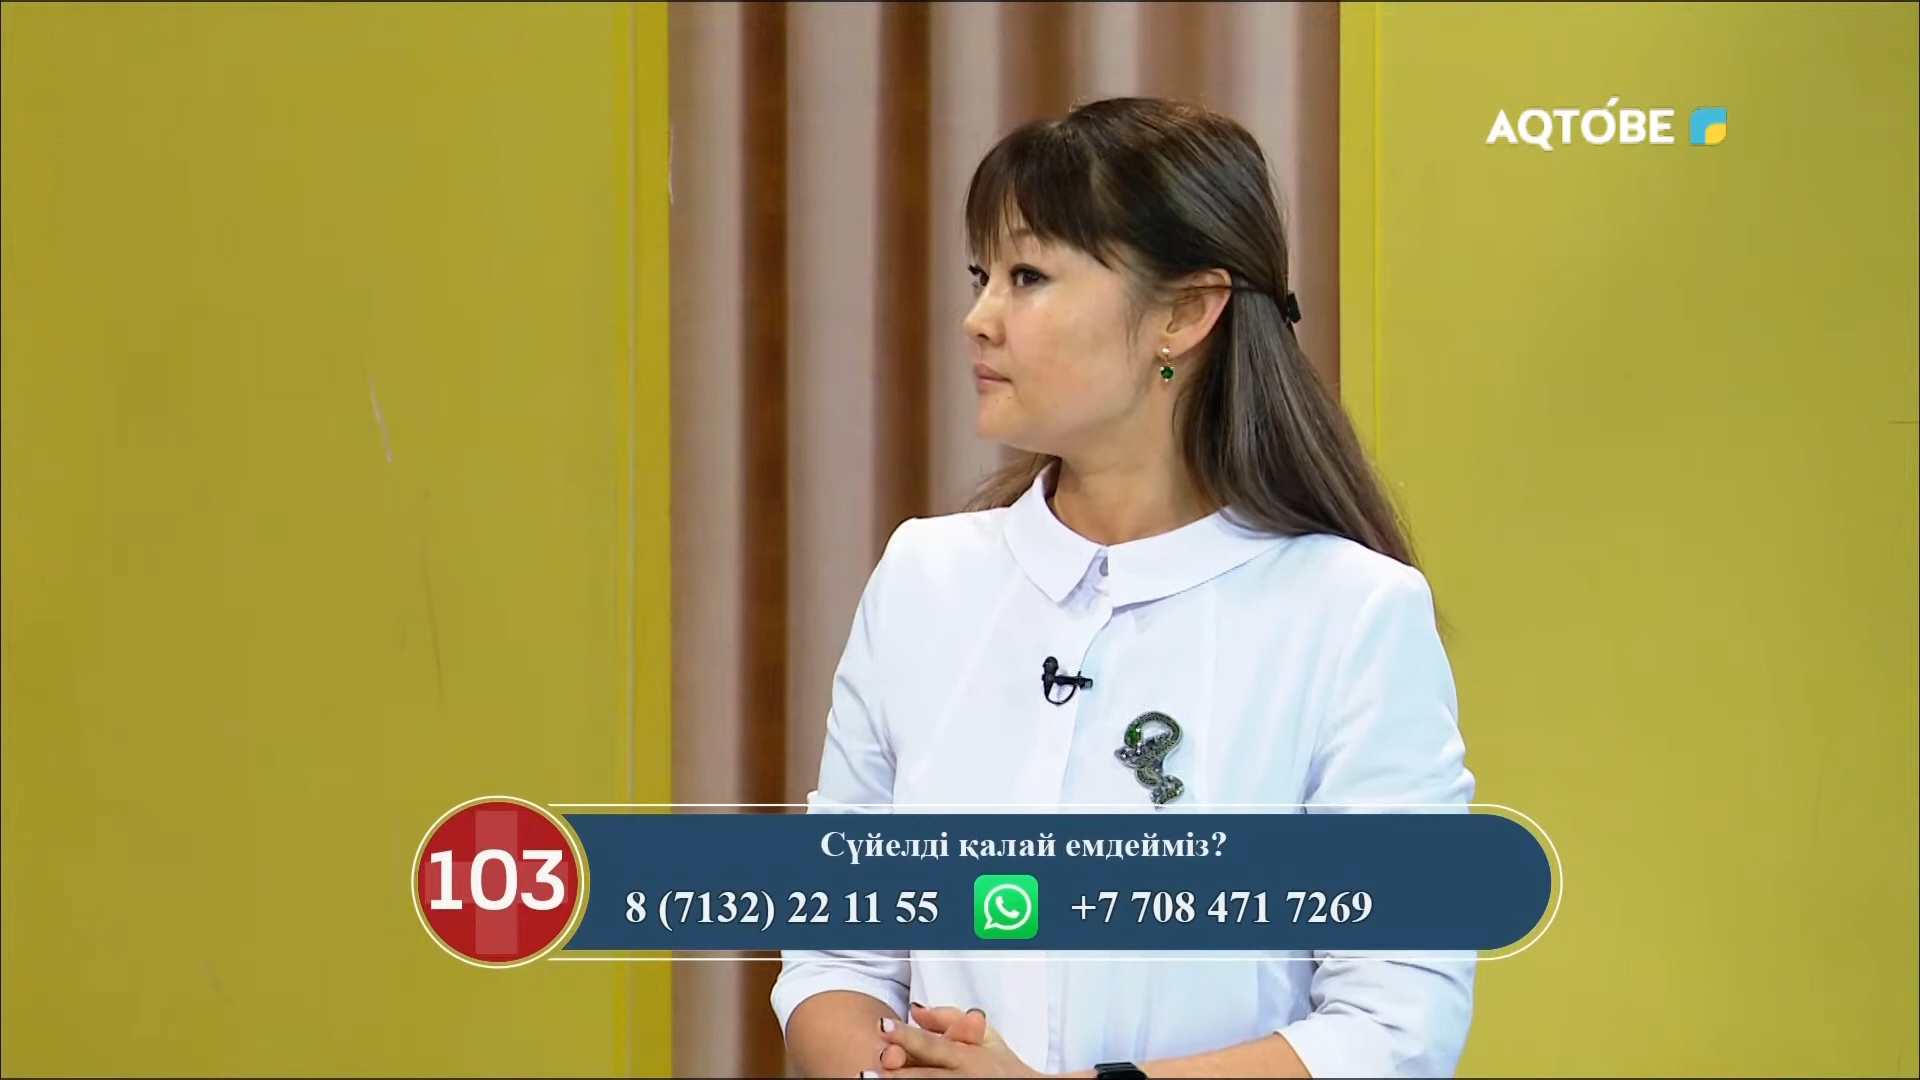 AQTÓBE
Сүйелді қалай емдейміз?
103
8 (7132) 22 11 55
+7 708 471 7269